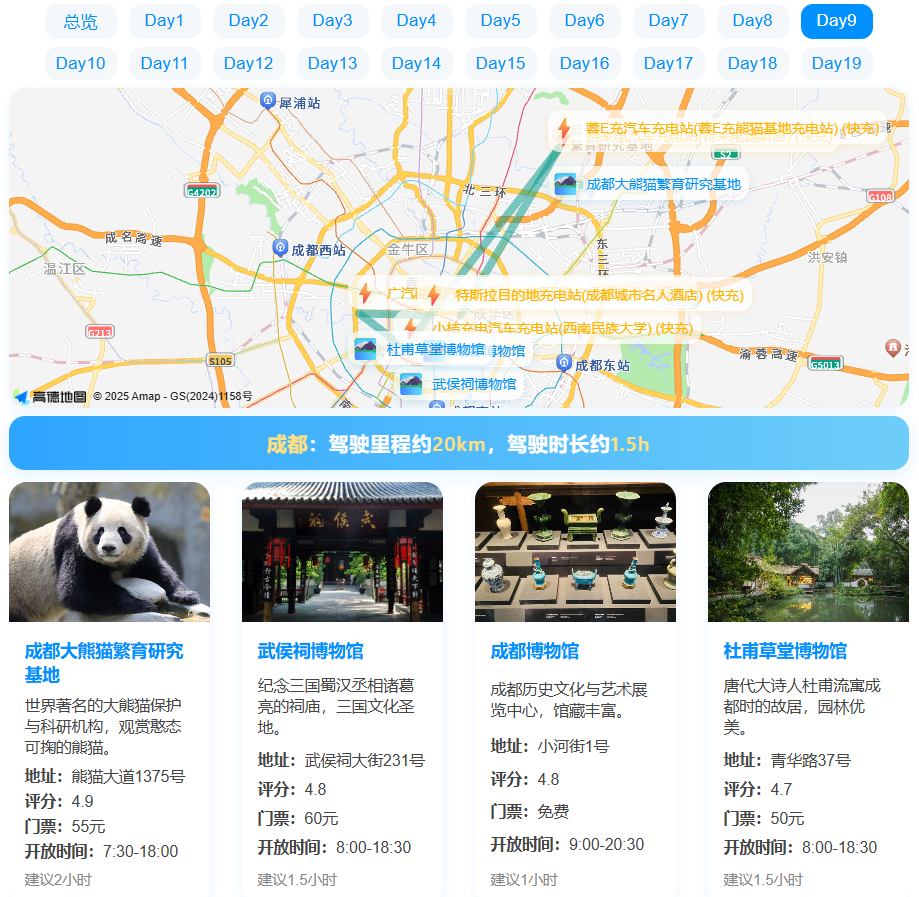 总览 Day1 Day2 Day3 Day4 Day5 Day6 Day7 Day8 Day9
Day10 Day11 Day12 Day13 Day14 Day15 Day16 Day17 Day18 Day19
犀浦站
蓉E充汽车充电站(蓉E充熊猫基地充电站) (快充)
繁育研究基地
S2
成都大熊猫繁育研究基地
G4202
北三环
G108
成名高速
成都西站
金牛区
东三环
洪安镇
温江区
广汽
特斯拉目的地充电站(成都城市名人酒店) (快充)
成华区
G213
小桔充电汽车充电站(西南民族大学) (快充)
杜甫草堂博物馆
博物馆
S105
成都东站
渝蓉高速
G5013
武侯祠博物馆
高德地图 © 2025 Amap - GS(2024)1158号
成都：驾驶里程约20km，驾驶时长约1.5h
武侯祠
成都大熊猫繁育研究
基地
世界著名的大熊猫保护
与科研机构，观赏憨态
可掬的熊猫。
地址：熊猫大道1375号
评分：4.9
门票：55元
开放时间：7:30-18:00
建议2小时
武侯祠博物馆
纪念三国蜀汉丞相诸葛
亮的祠庙，三国文化圣
地。
地址：武侯祠大街231号
评分：4.8
门票：60元
开放时间：8:00-18:30
建议1.5小时
成都博物馆
成都历史文化与艺术展
览中心，馆藏丰富。
地址：小河街1号
评分：4.8
门票：免费
开放时间：9:00-20:30
建议1小时
杜甫草堂博物馆
唐代大诗人杜甫流寓成
都时的故居，园林优
美。
地址：青华路37号
评分：4.7
门票：50元
开放时间：8:00-18:30
建议1.5小时